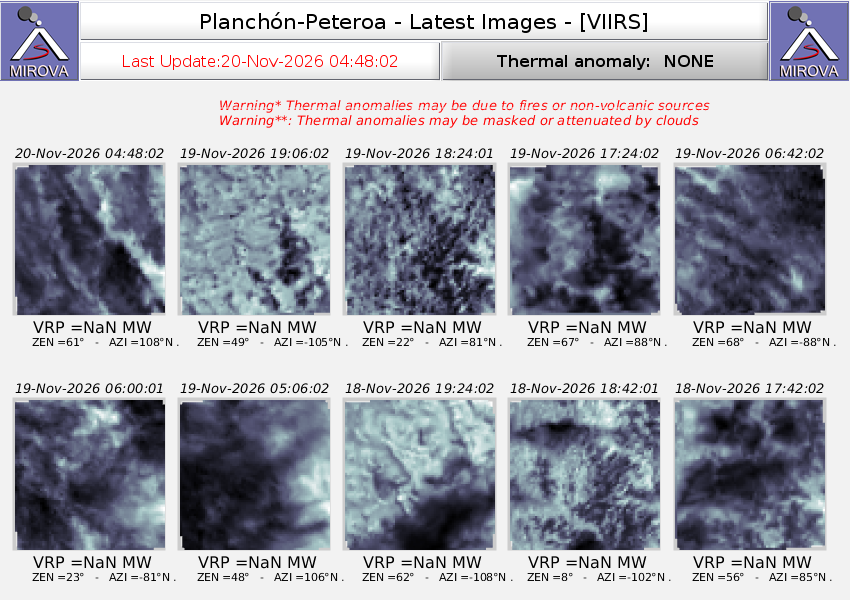 Planchón-Peteroa - Latest Images - [VIIRS]
MIROVA
Last Update:20-Nov-2026 04:48:02
Thermal anomaly: NONE
MIROVA
Warning* Thermal anomalies may be due to fires or non-volcanic sources
Warning**: Thermal anomalies may be masked or attenuated by clouds
20-Nov-2026 04:48:02 19-Nov-2026 19:06:02 19-Nov-2026 18:24:01 19-Nov-2026 17:24:02 19-Nov-2026 06:42:02
VRP =NaN MW VRP =NaN MW VRP =NaN MW VRP =NaN MW VRP =NaN MW
ZEN =61° - AZI =108°N . ZEN =49° - AZI =-105°N . ZEN =22° - AZI =81°N . ZEN =67° - AZI =88°N . ZEN =68° - AZI =-88°N .
19-Nov-2026 06:00:01 19-Nov-2026 05:06:02 18-Nov-2026 19:24:02 18-Nov-2026 18:42:01 18-Nov-2026 17:42:02
VRP =NaN MW VRP =NaN MW VRP =NaN MW VRP =NaN MW VRP =NaN MW
ZEN =23° - AZI =-81°N . ZEN =48° - AZI =106°N . ZEN =62° - AZI =-108°N . ZEN =8° - AZI =-102°N . ZEN =56° - AZI =85°N .